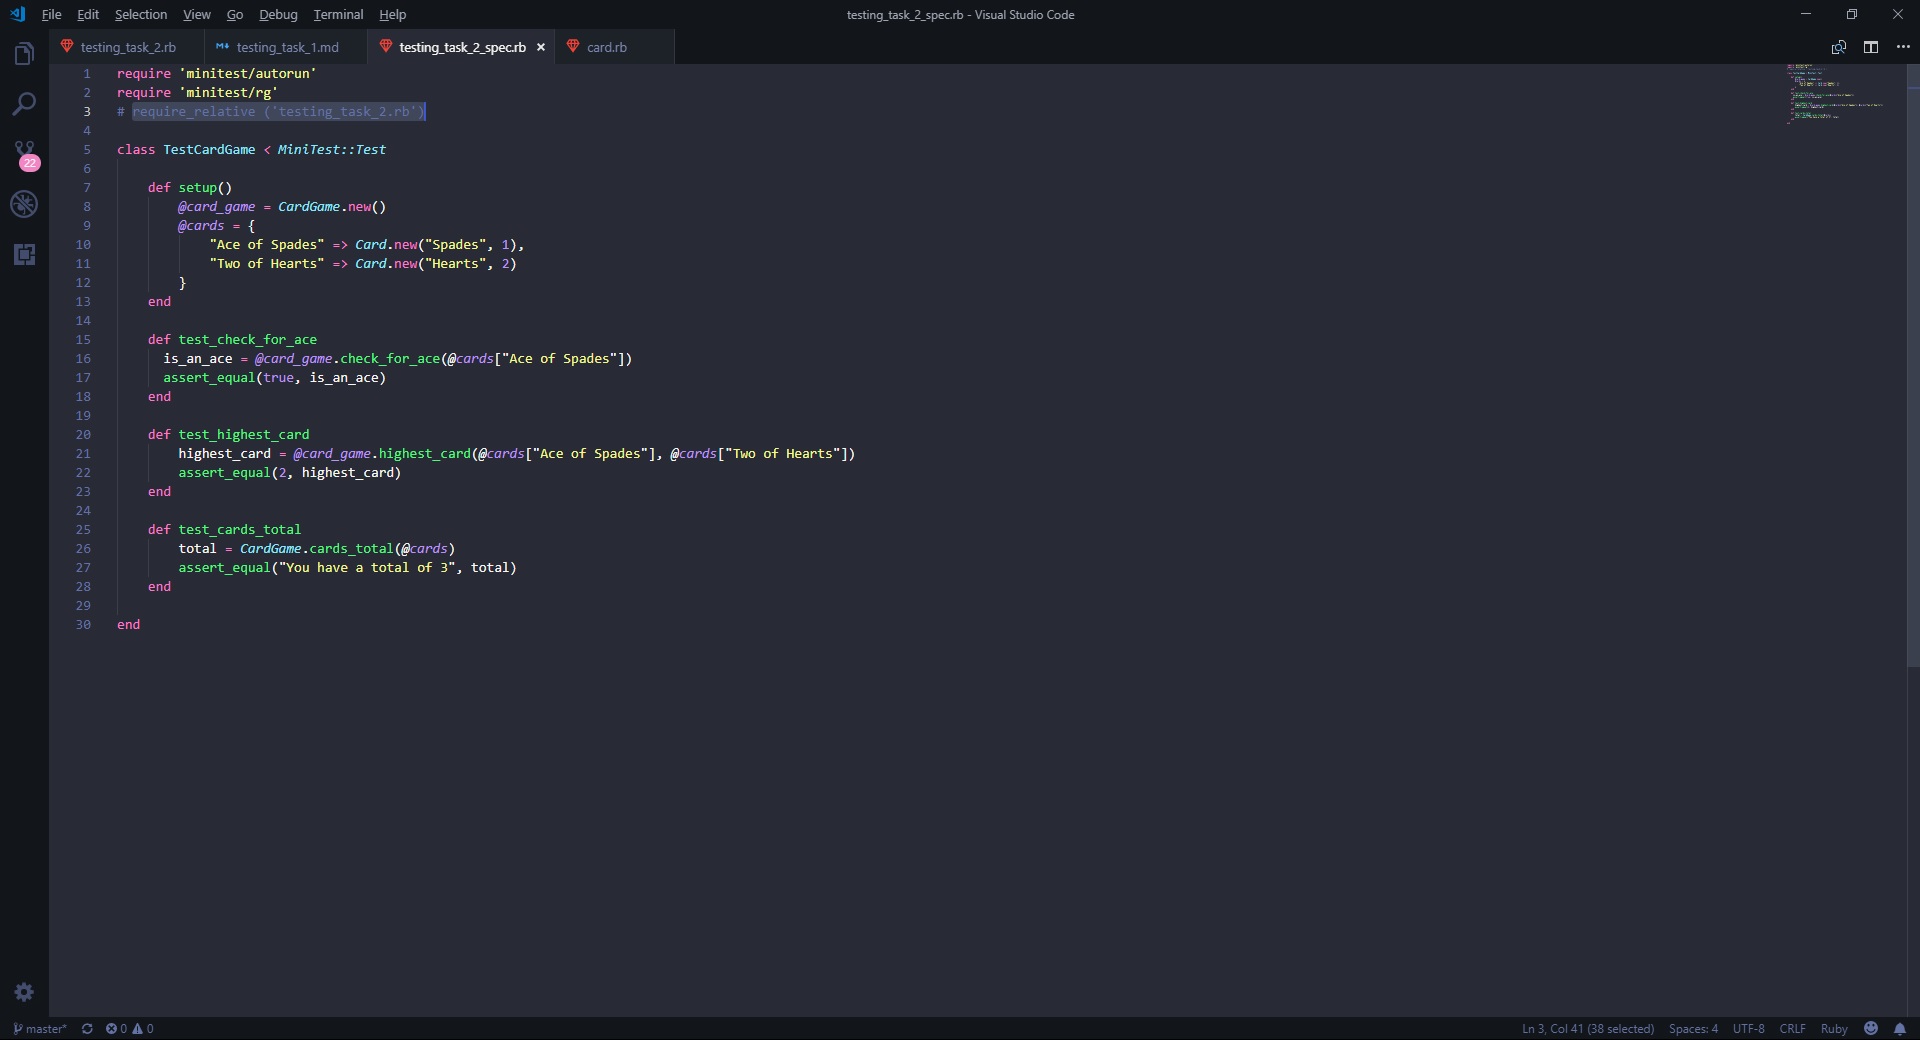 File Edit Selection View Go Debug Terminal Help
testing_task_2_spec.rb - Visual Studio Code
testing_task_2.rb
testing_task_1.md
testing_task_2_spec.rb
card.rb
22
1 require 'minitest/autorun'
2 require 'minitest/rg'
3 # require_relative ('testing_task_2.rb')
4
5 class TestCardGame < MiniTest::Test
6
7 def setup()
8 @card_game = CardGame.new()
9 @cards = {
10 "Ace of Spades" => Card.new("Spades", 1),
11 "Two of Hearts" => Card.new("Hearts", 2)
12 }
13 end
14
15 def test_check_for_ace
16 is_an_ace = @card_game.check_for_ace(@cards["Ace of Spades"])
17 assert_equal(true, is_an_ace)
18 end
19
20 def test_highest_card
21 highest_card = @card_game.highest_card(@cards["Ace of Spades"], @cards["Two of Hearts"])
22 assert_equal(2, highest_card)
23 end
24
25 def test_cards_total
26 total = CardGame.cards_total(@cards)
27 assert_equal("You have a total of 3", total)
28 end
29
30 end
master* 0 0
Ln 3, Col 41 (38 selected) Spaces: 4 UTF-8 CRLF Ruby